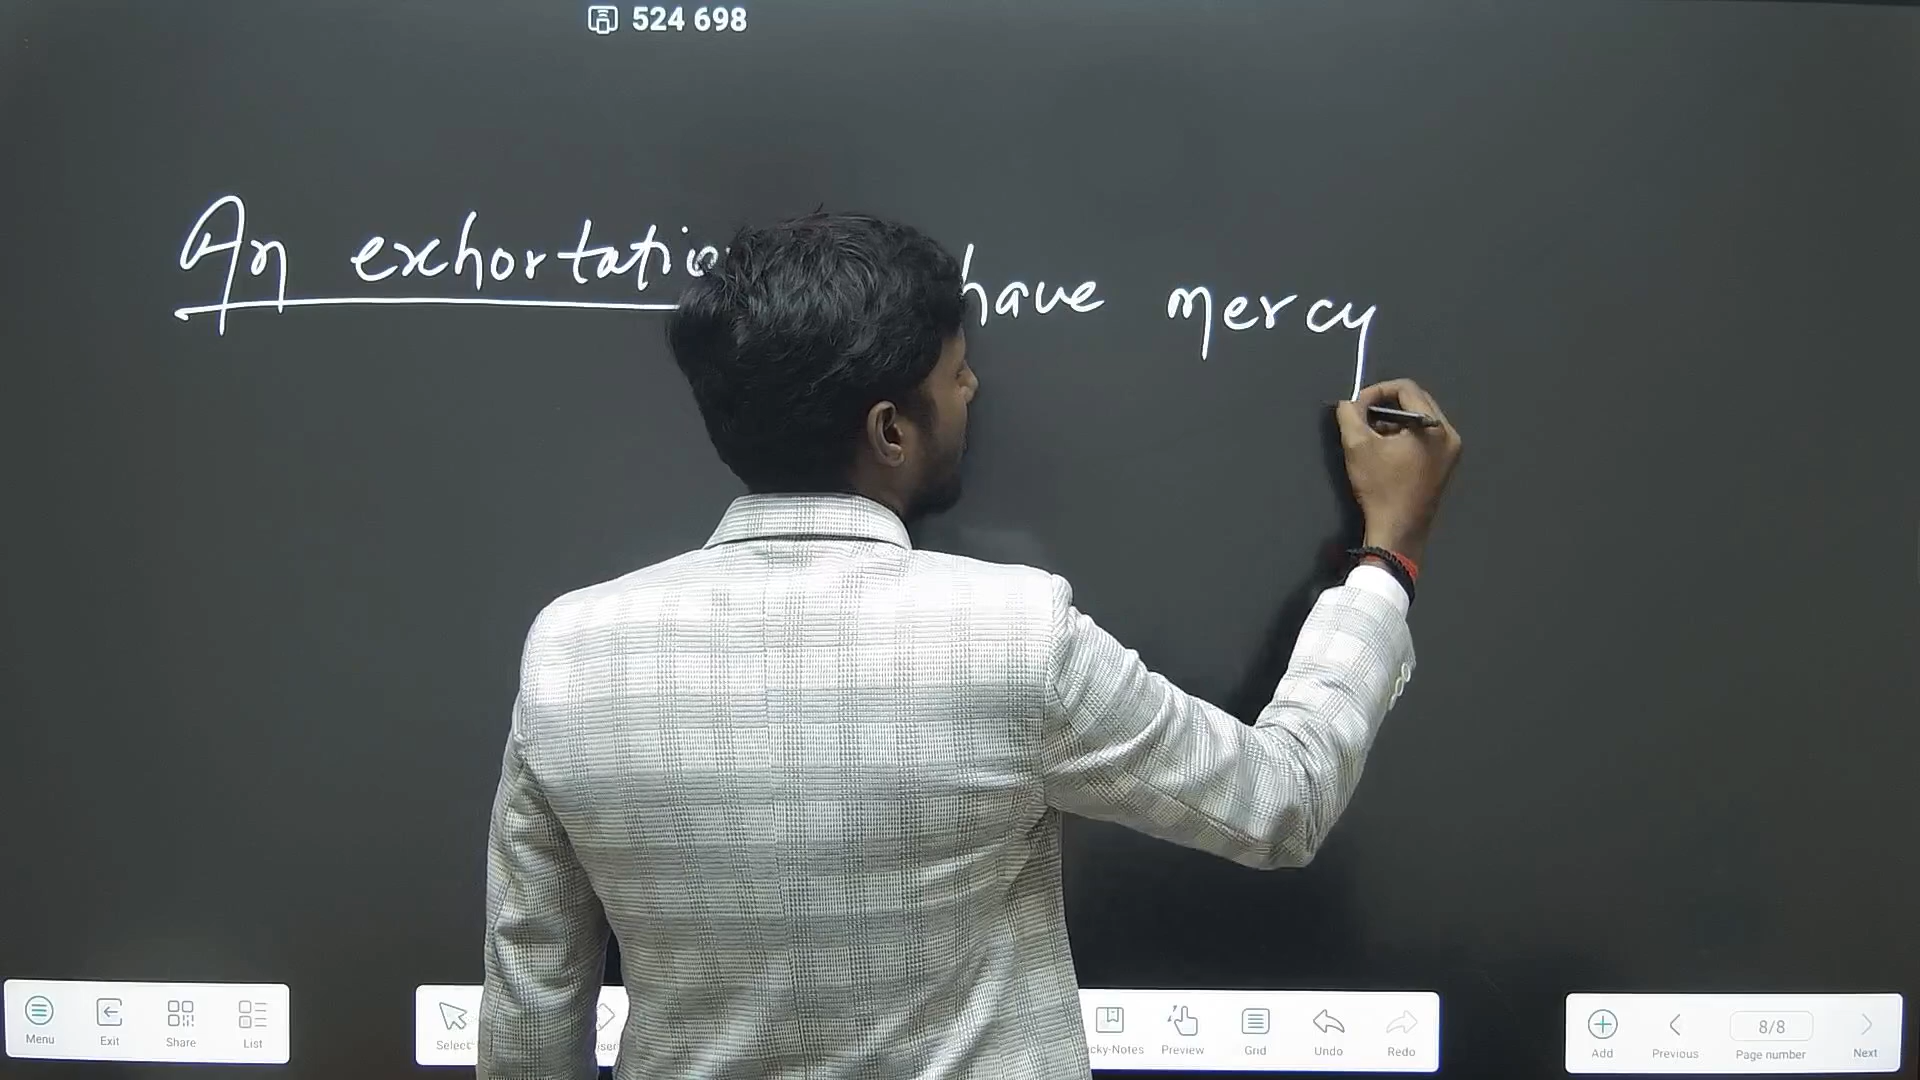 524 698
An exhortation have mercy
Menu Exit Share List Select Preview Grid Undo Redo Add Previous 8/8 Page number Next